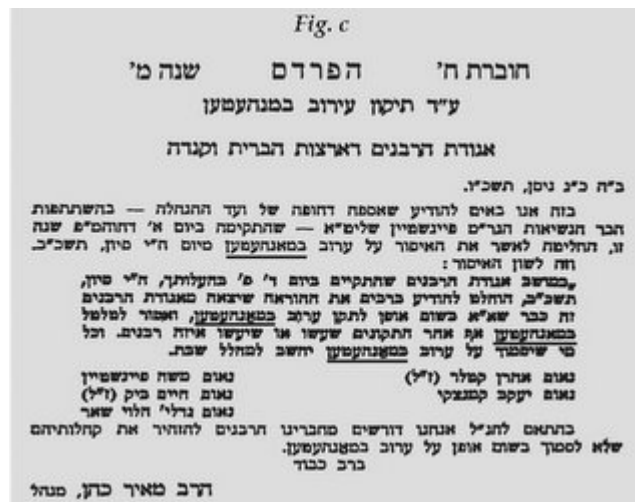 Fig. c
חוברת ח' הפרדס שנה מ'
ע"ד תיקון עירוב במנהעטען
אגודת הרבנים דארצות הברית וקנדה
ב"ה כ"ג ניסן, תשכ"ו.
בזה אנו באים להודיע שאספה דחופה של ועד ההנהלה — בהשתתפות
חבר הנשיאות הגר"מ פיינשטיין שליט"א — שהתקימה ביום א' דחוהמ"פ שנה
זו, החליטה לאשר את האיסור על ערוב במאנהעטען מיום ח"י סיון, תשכ"ב.
וזה לשון האיסור:
„במושב אגודת הרבנים שהתקיים ביום ד' פ' בהעלותך, ח"י סיון,
תשכ"ב, הוחלט להודיע ברבים את ההוראה שיצאה מאגודת הרבנים
זה כבר שא"א בשום אופן לתקן ערוב במאנהעטען, ואסור לטלטל
במאנהעטען אף אחר התקונים שעשו או שיעשו איזה רבנים. וכל
מי שיסמוך על ערוב במאנהעטען יחשב למחלל שבת.
נאום אהרן קטלר (ז"ל) נאום משה פיינשטיין
נאום יעקב קמנצקי נאום חיים ביק (ז"ל)
נאום גדלי' הלוי שאר
בהתאם להנ"ל אנחנו דורשים מחברינו הרבנים להזהיר את קהלותיהם
שלא לסמוך בשום אופן על ערוב במאנהעטען.
ברב כבוד
הרב מאיר כהן, מנהל